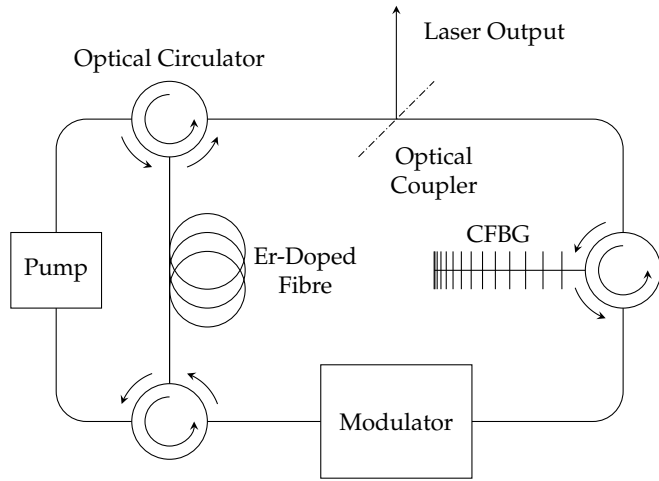 Laser Output
Optical Circulator
Optical
Coupler
CFBG
Pump
Er-Doped
Fibre
Modulator